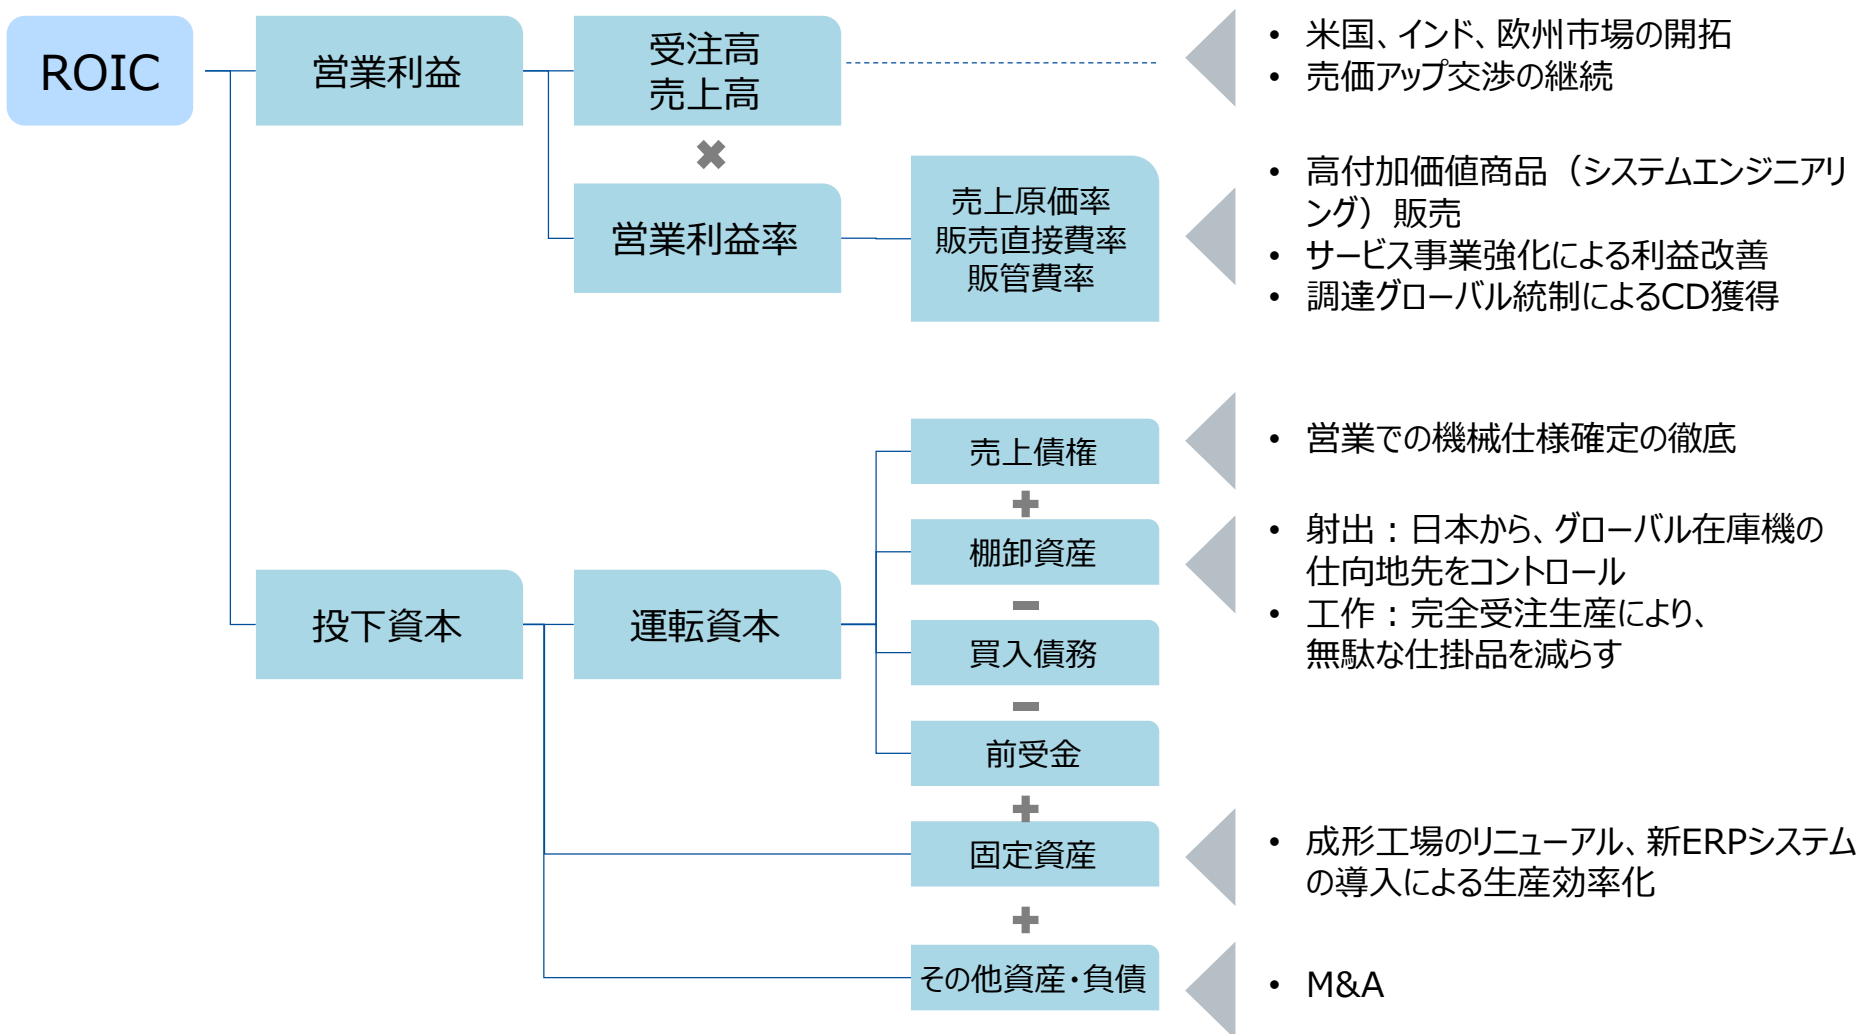 ROIC
営業利益
受注高
売上高
• 米国、インド、欧州市場の開拓
• 売価アップ交渉の継続
✖
営業利益率
売上原価率
販売直接費率
販管費率
• 高付加価値商品（システムエンジニアリ
ング）販売
• サービス事業強化による利益改善
• 調達グローバル統制によるCD獲得
投下資本
運転資本
売上債権
• 営業での機械仕様確定の徹底
+
棚卸資産
• 射出：日本から、グローバル在庫機の
仕向地先をコントロール
• 工作：完全受注生産により、
無駄な仕掛品を減らす
−
買入債務
−
前受金
+
固定資産
• 成形工場のリニューアル、新ERPシステム
の導入による生産効率化
+
その他資産・負債
• M&A